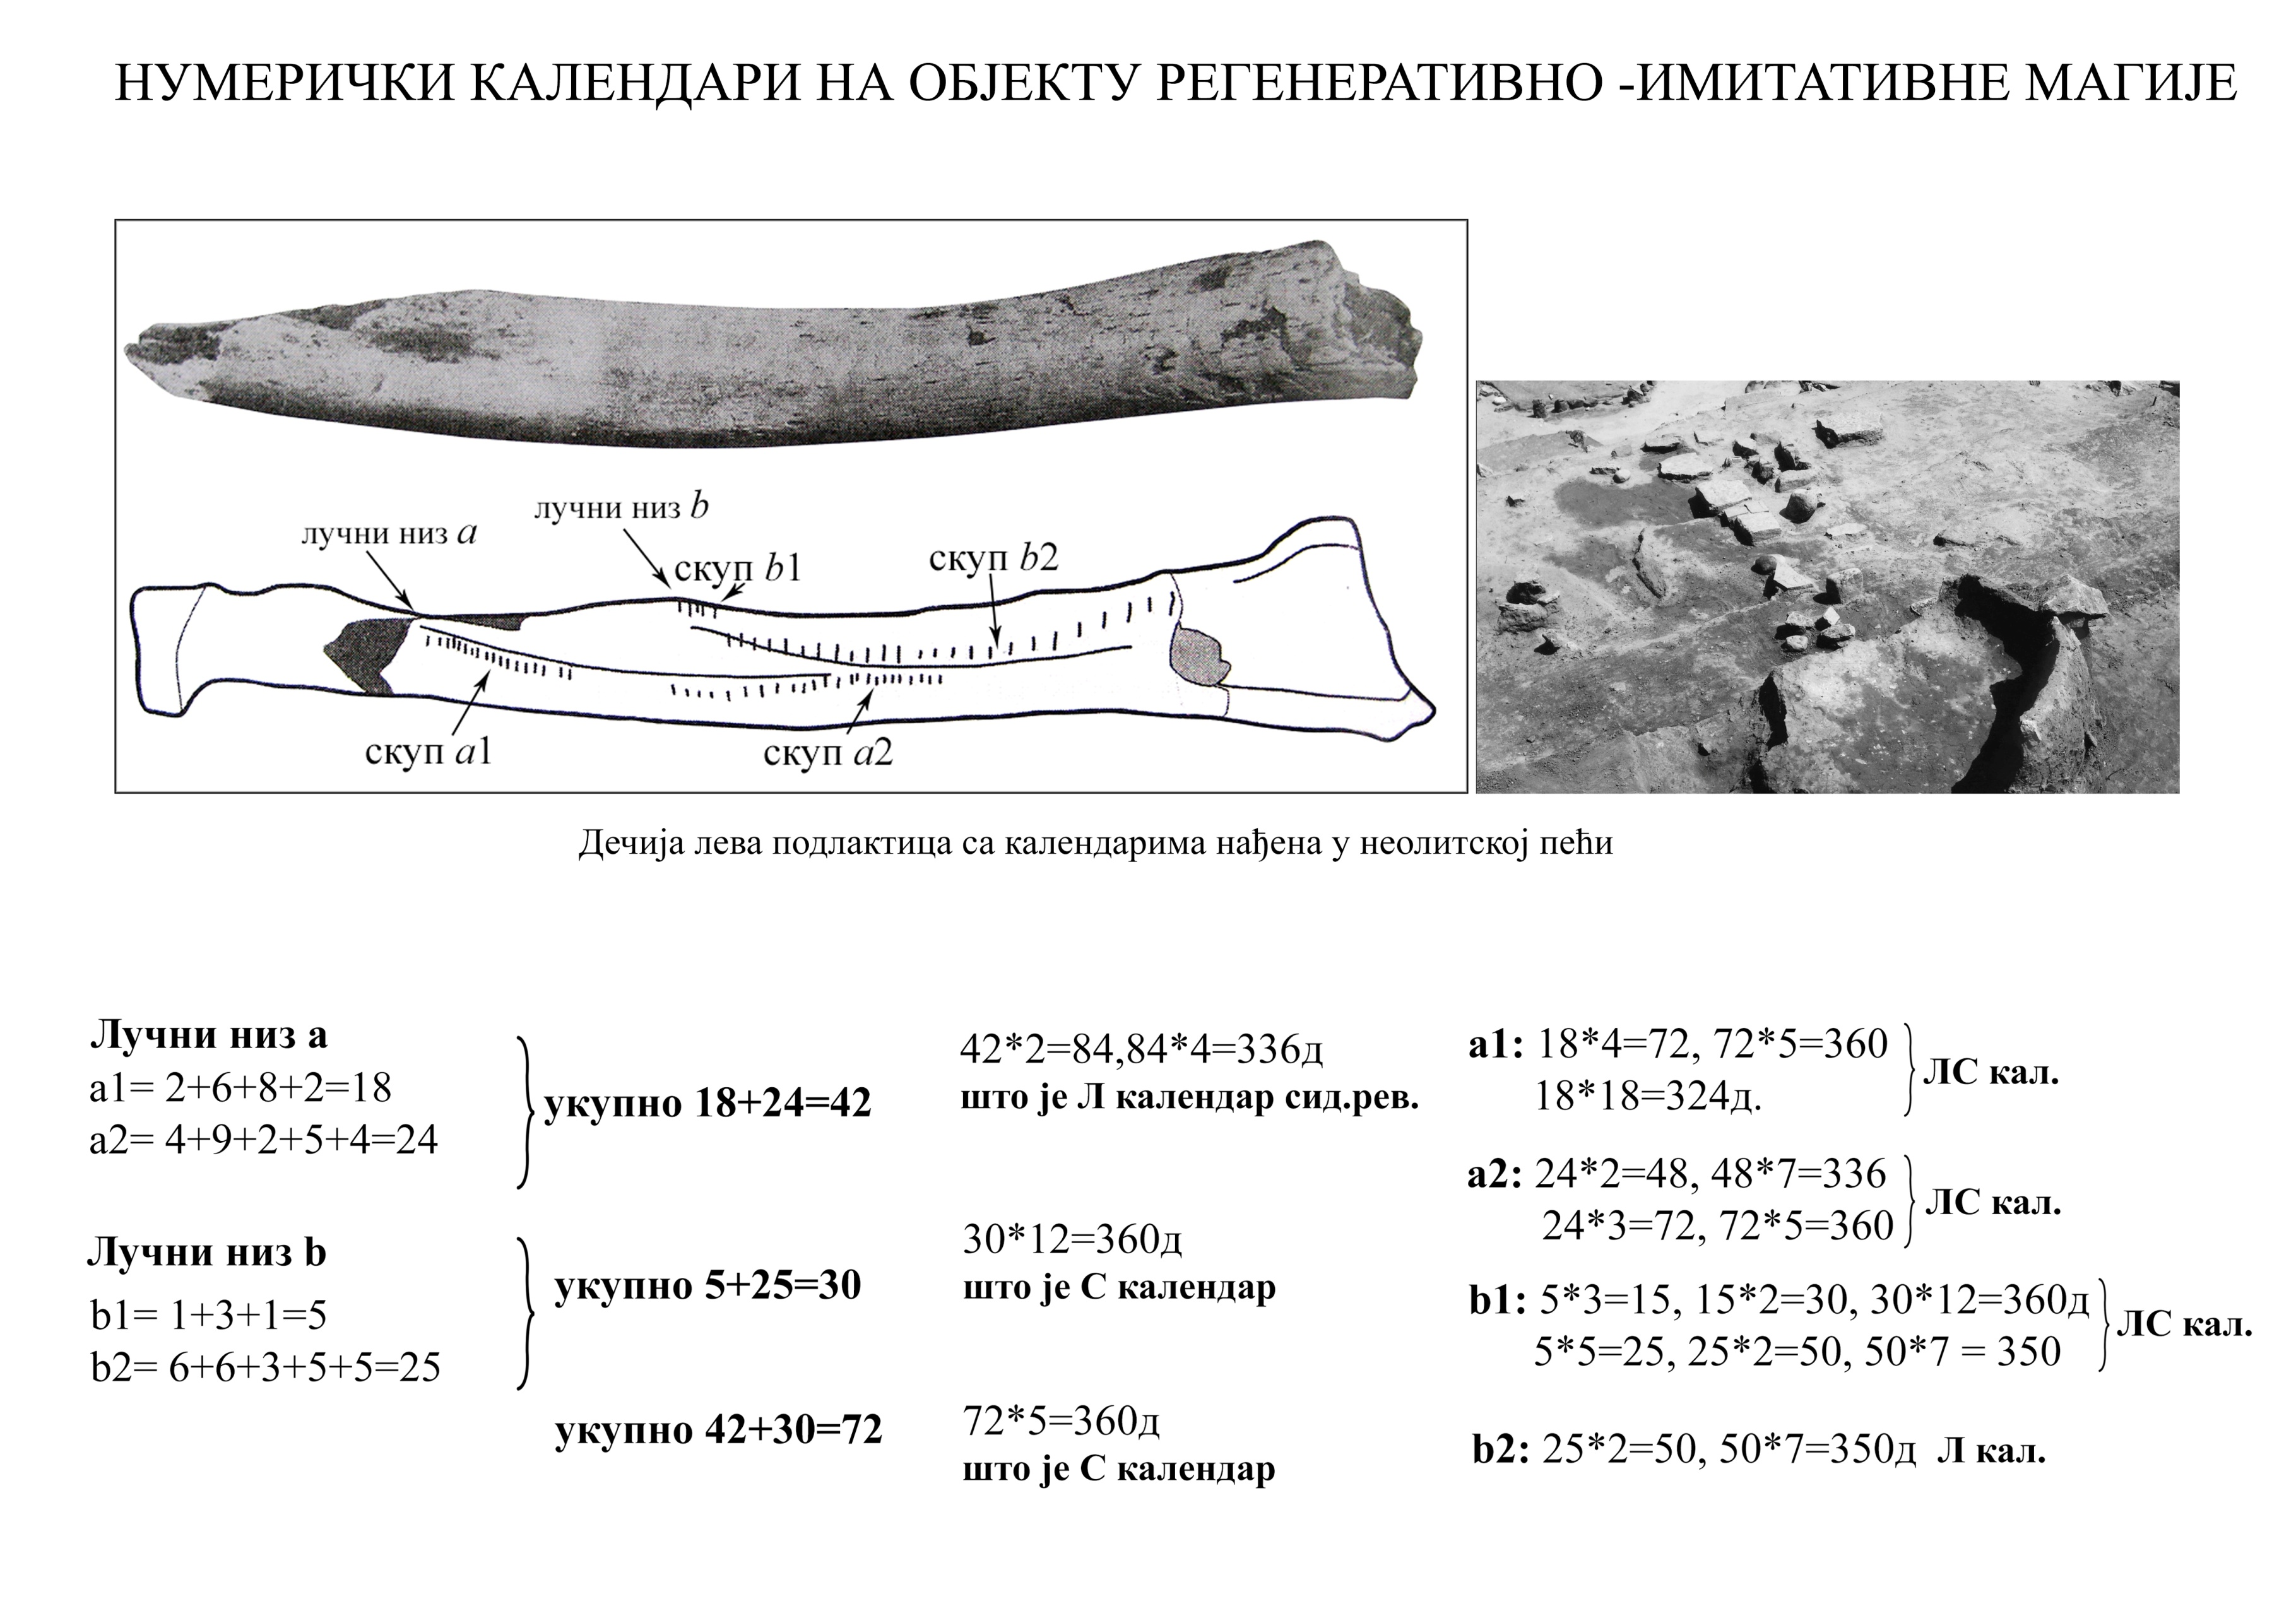 НУМЕРИЧКИ КАЛЕНДАРИ НА ОБЈЕКТУ РЕГЕНЕРАТИВНО -ИМИТАТИВНЕ МАГИЈЕ
лучни низ a
лучни низ b
скуп b1
скуп b2
скуп a1
скуп a2
Дечија лева подлактица са календарима нађена у неолитској пећи
Лучни низ a
a1= 2+6+8+2=18
a2= 4+9+2+5+4=24
укупно 18+24=42
42*2=84,84*4=336д
што је Л календар сид.рев.
Лучни низ b
b1= 1+3+1=5
b2= 6+6+3+5+5=25
укупно 5+25=30
30*12=360д
што је С календар
укупно 42+30=72
72*5=360д
што је С календар
a1: 18*4=72, 72*5=360
18*18=324д.
ЛС кал.
a2: 24*2=48, 48*7=336
24*3=72, 72*5=360
ЛС кал.
b1: 5*3=15, 15*2=30, 30*12=360д
5*5=25, 25*2=50, 50*7 = 350
ЛС кал.
b2: 25*2=50, 50*7=350д Л кал.